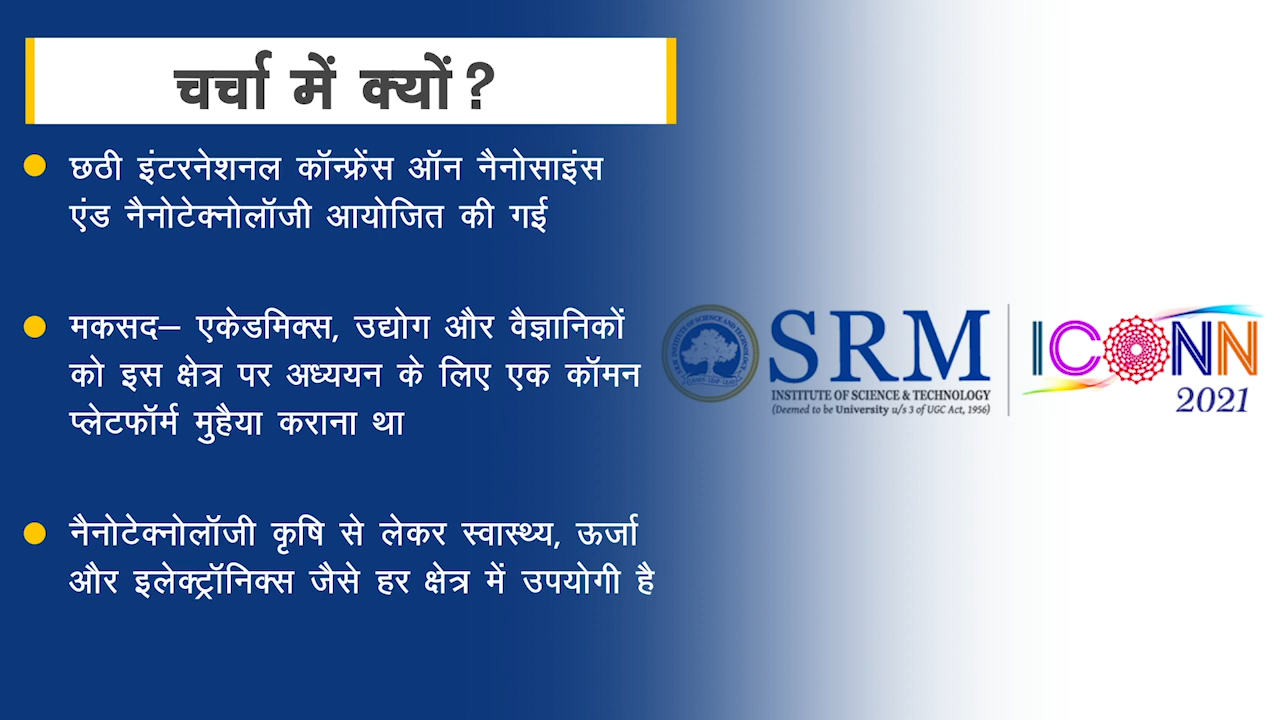 चर्चा में क्यों?
छठी इंटरनेशनल कॉन्फ्रेंस ऑन नैनोसाइंस
एंड नैनोटेक्नोलॉजी आयोजित की गई
मकसद– एकेडमिक्स, उद्योग और वैज्ञानिकों
को इस क्षेत्र पर अध्ययन के लिए एक कॉमन
प्लेटफॉर्म मुहैया कराना था
नैनोटेक्नोलॉजी कृषि से लेकर स्वास्थ्य, ऊर्जा
और इलेक्ट्रॉनिक्स जैसे हर क्षेत्र में उपयोगी है
SRM
INSTITUTE OF SCIENCE & TECHNOLOGY
(Deemed to be University u/s 3 of UGC Act, 1956)
ICONN
2021